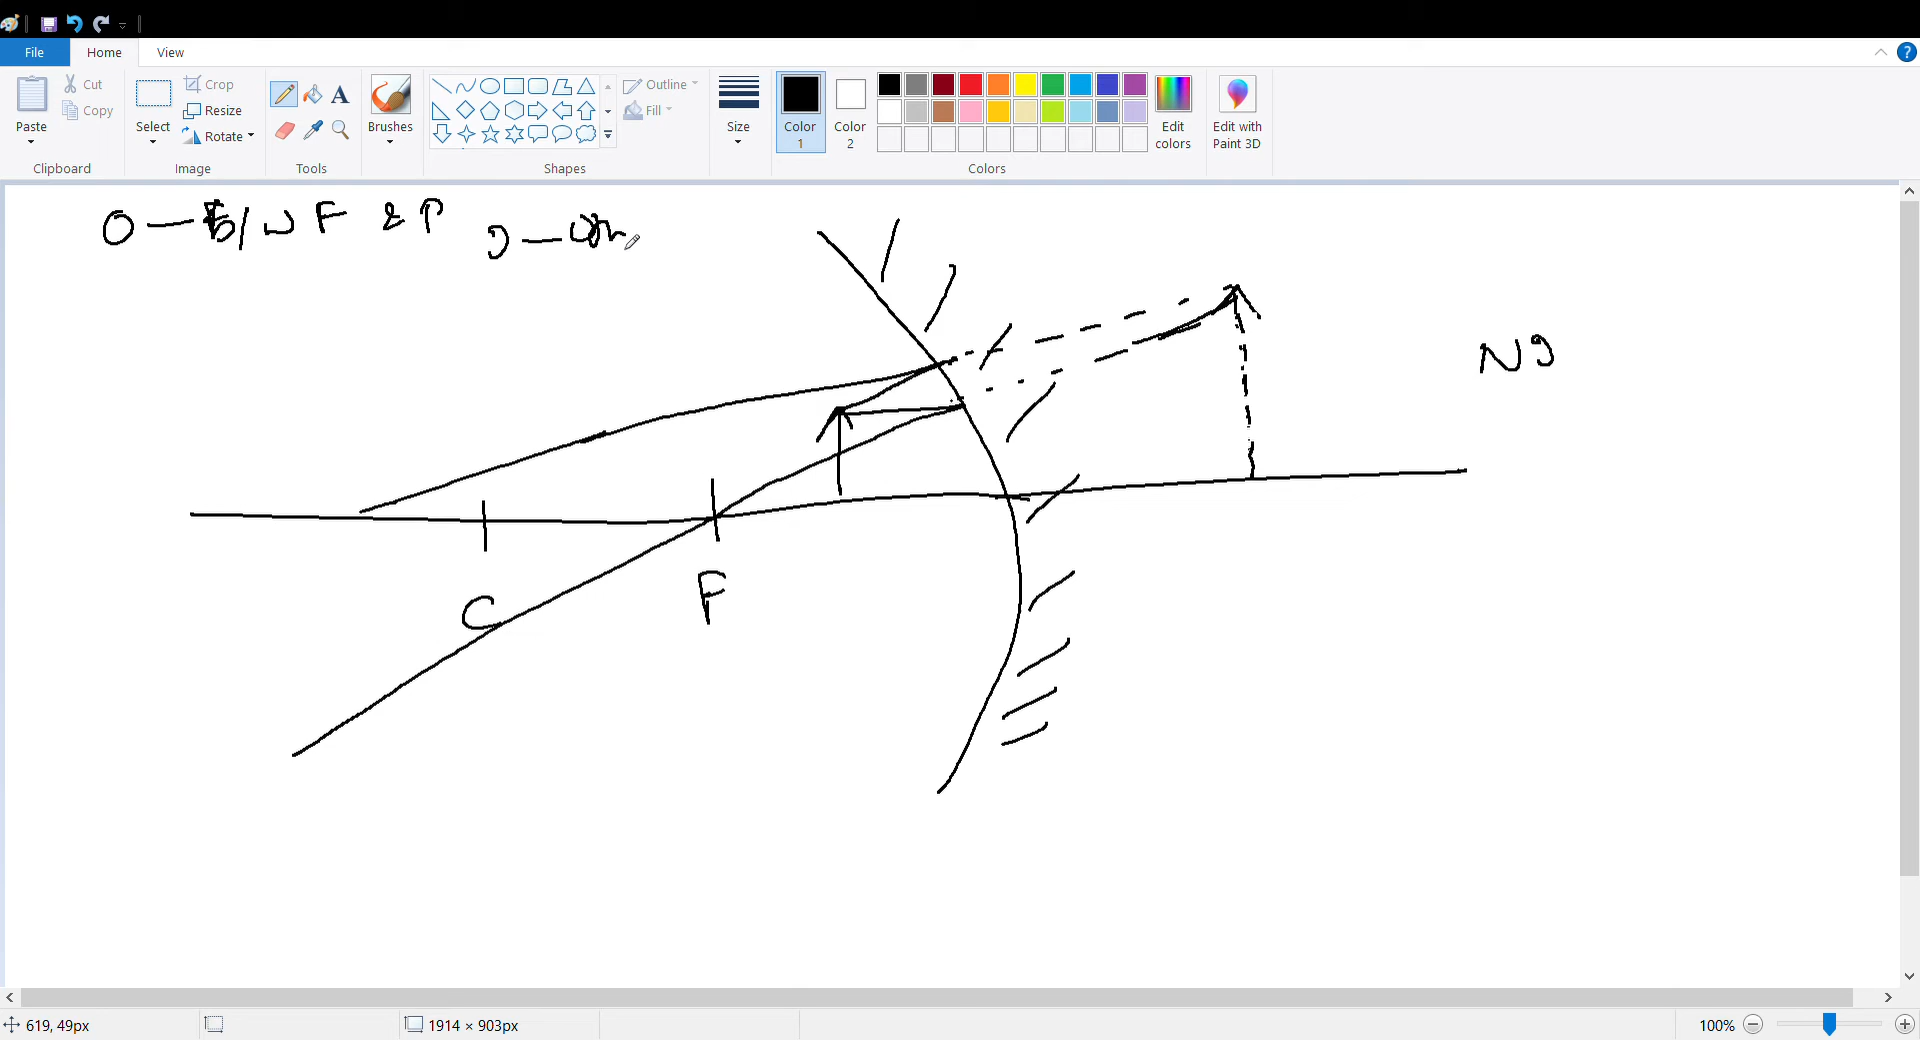 File Home View
Paste
Cut
Copy
Clipboard
Select
Crop
Resize
Rotate
Image
A
Tools
Brushes
Shapes
Outline
Fill
Size
Color 1
Color 2
Edit colors
Colors
Edit with Paint 3D
O — B/W F & P
C
F
619, 49px
1914 × 903px
100%